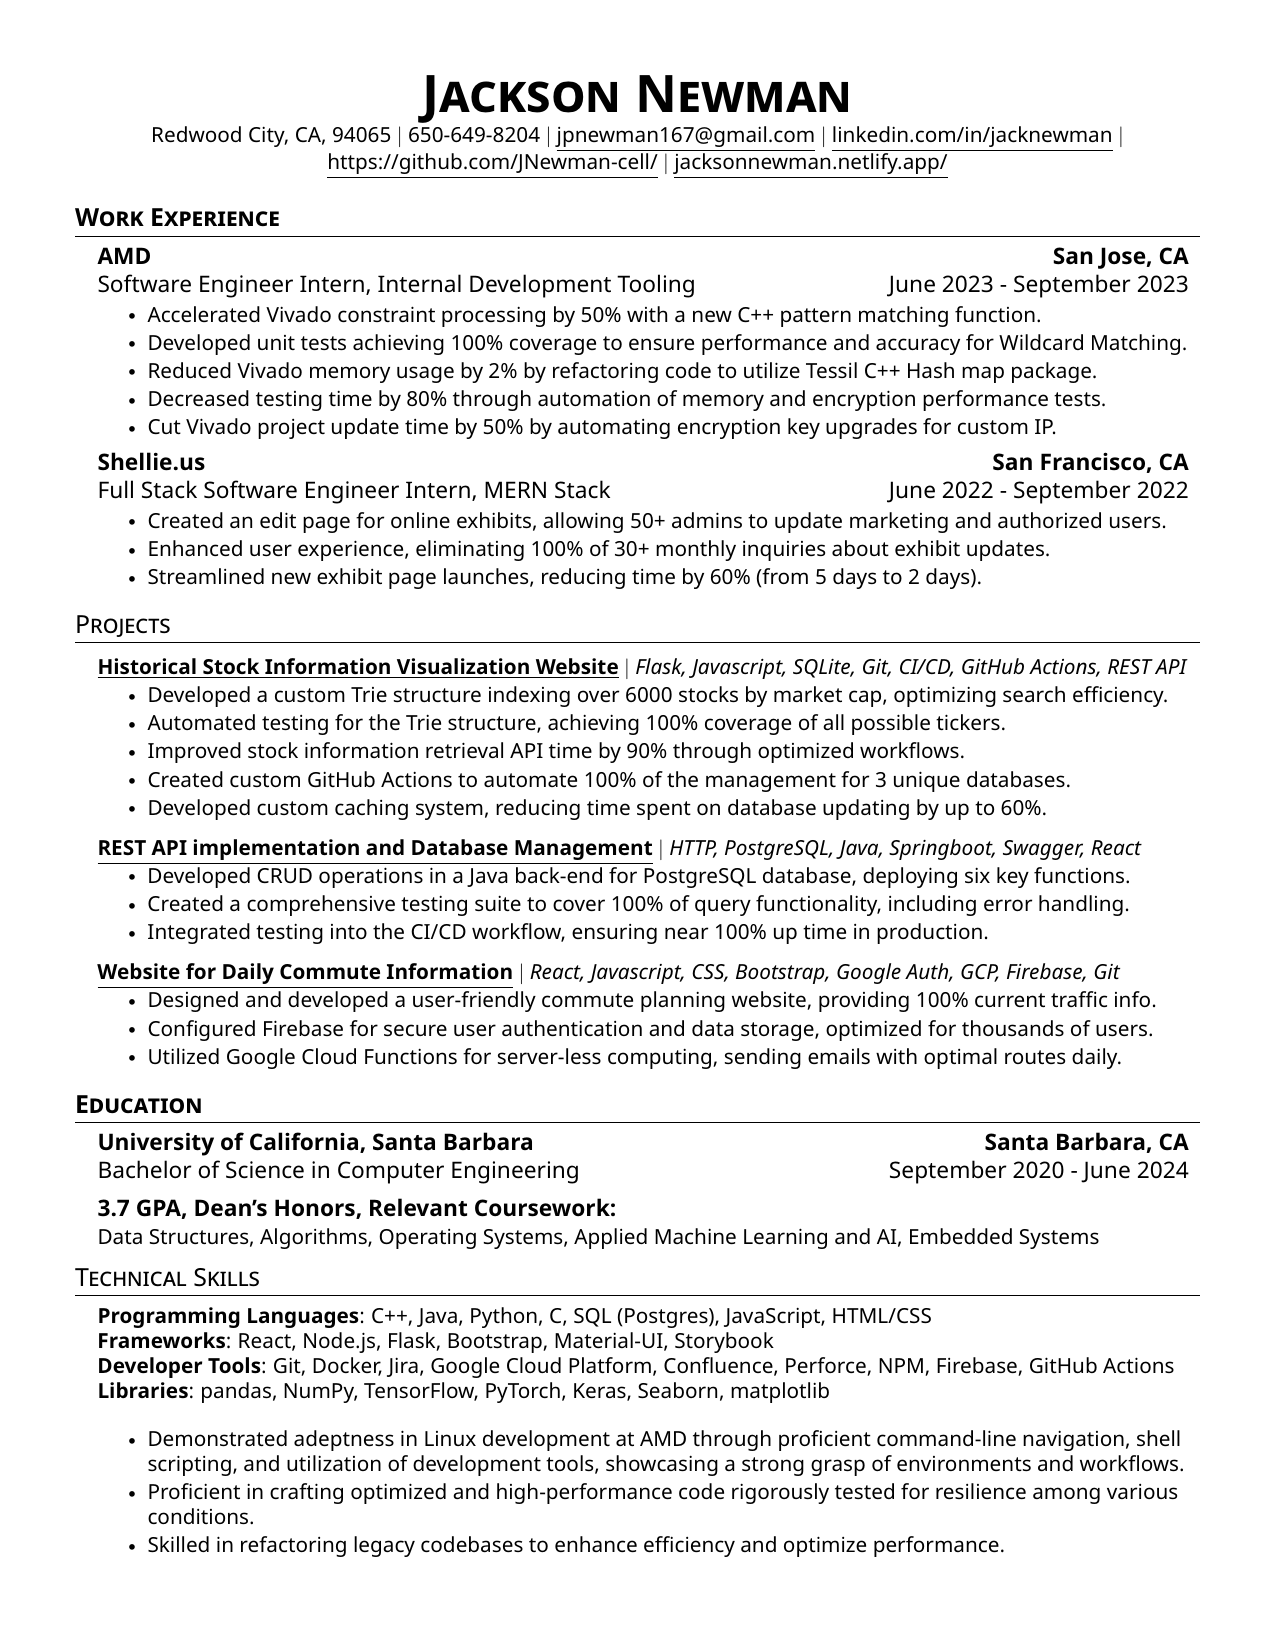 JACKSON NEWMAN
Redwood City, CA, 94065 | 650-649-8204 | jpnewman167@gmail.com | linkedin.com/in/jacknewman |
https://github.com/JNewman-cell/ | jacksonnewman.netlify.app/
WORK EXPERIENCE
AMD San Jose, CA
Software Engineer Intern, Internal Development Tooling June 2023 - September 2023
• Accelerated Vivado constraint processing by 50% with a new C++ pattern matching function.
• Developed unit tests achieving 100% coverage to ensure performance and accuracy for Wildcard Matching.
• Reduced Vivado memory usage by 2% by refactoring code to utilize Tessil C++ Hash map package.
• Decreased testing time by 80% through automation of memory and encryption performance tests.
• Cut Vivado project update time by 50% by automating encryption key upgrades for custom IP.
Shellie.us San Francisco, CA
Full Stack Software Engineer Intern, MERN Stack June 2022 - September 2022
• Created an edit page for online exhibits, allowing 50+ admins to update marketing and authorized users.
• Enhanced user experience, eliminating 100% of 30+ monthly inquiries about exhibit updates.
• Streamlined new exhibit page launches, reducing time by 60% (from 5 days to 2 days).
PROJECTS
Historical Stock Information Visualization Website | Flask, Javascript, SQLite, Git, CI/CD, GitHub Actions, REST API
• Developed a custom Trie structure indexing over 6000 stocks by market cap, optimizing search efficiency.
• Automated testing for the Trie structure, achieving 100% coverage of all possible tickers.
• Improved stock information retrieval API time by 90% through optimized workflows.
• Created custom GitHub Actions to automate 100% of the management for 3 unique databases.
• Developed custom caching system, reducing time spent on database updating by up to 60%.
REST API implementation and Database Management | HTTP, PostgreSQL, Java, Springboot, Swagger, React
• Developed CRUD operations in a Java back-end for PostgreSQL database, deploying six key functions.
• Created a comprehensive testing suite to cover 100% of query functionality, including error handling.
• Integrated testing into the CI/CD workflow, ensuring near 100% up time in production.
Website for Daily Commute Information | React, Javascript, CSS, Bootstrap, Google Auth, GCP, Firebase, Git
• Designed and developed a user-friendly commute planning website, providing 100% current traffic info.
• Configured Firebase for secure user authentication and data storage, optimized for thousands of users.
• Utilized Google Cloud Functions for server-less computing, sending emails with optimal routes daily.
EDUCATION
University of California, Santa Barbara Santa Barbara, CA
Bachelor of Science in Computer Engineering September 2020 - June 2024
3.7 GPA, Dean’s Honors, Relevant Coursework:
Data Structures, Algorithms, Operating Systems, Applied Machine Learning and AI, Embedded Systems
TECHNICAL SKILLS
Programming Languages: C++, Java, Python, C, SQL (Postgres), JavaScript, HTML/CSS
Frameworks: React, Node.js, Flask, Bootstrap, Material-UI, Storybook
Developer Tools: Git, Docker, Jira, Google Cloud Platform, Confluence, Perforce, NPM, Firebase, GitHub Actions
Libraries: pandas, NumPy, TensorFlow, PyTorch, Keras, Seaborn, matplotlib
• Demonstrated adeptness in Linux development at AMD through proficient command-line navigation, shell
scripting, and utilization of development tools, showcasing a strong grasp of environments and workflows.
• Proficient in crafting optimized and high-performance code rigorously tested for resilience among various
conditions.
• Skilled in refactoring legacy codebases to enhance efficiency and optimize performance.